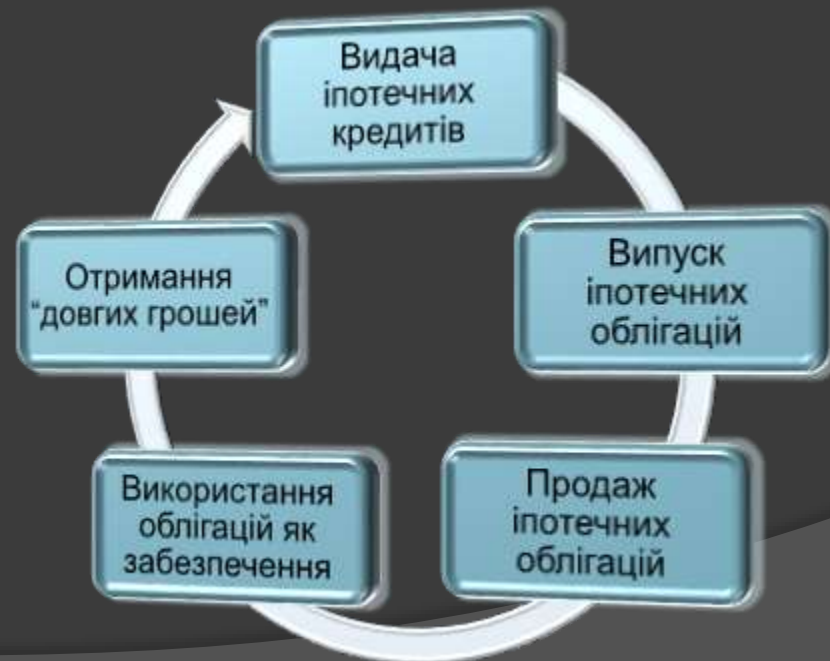 Видача
іпотечних
кредитів
Випуск
іпотечних
облігацій
Продаж
іпотечних
облігацій
Використання
облігацій як
забезпечення
Отримання
“довгих грошей”